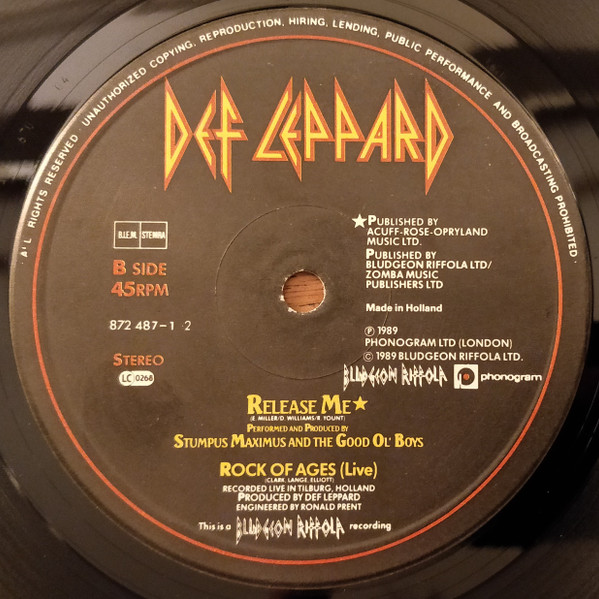 ALL RIGHTS RESERVED · UNAUTHORIZED COPYING, REPRODUCTION, HIRING, LENDING, PUBLIC PERFORMANCE AND BROADCASTING PROHIBITED ·
DEF LEPPARD
B.I.E.M. STEMRA
B SIDE
45RPM
872 487-1 2
STEREO
LC 0268
★PUBLISHED BY
ACUFF-ROSE-OPRYLAND
MUSIC LTD.
PUBLISHED BY
BLUDGEON RIFFOLA LTD/
ZOMBA MUSIC
PUBLISHERS LTD
Made in Holland
℗ 1989
PHONOGRAM LTD (LONDON)
© 1989 BLUDGEON RIFFOLA LTD.
BLUDGEON RIFFOLA phonogram
RELEASE ME★
(E. MILLER/D. WILLIAMS/R. YOUNT)
PERFORMED AND PRODUCED BY
STUMPUS MAXIMUS AND THE GOOD OL' BOYS
ROCK OF AGES (Live)
(CLARK, LANGE, ELLIOTT)
RECORDED LIVE IN TILBURG, HOLLAND
PRODUCED BY DEF LEPPARD
ENGINEERED BY RONALD PRENT
This is a BLUDGEON RIFFOLA recording